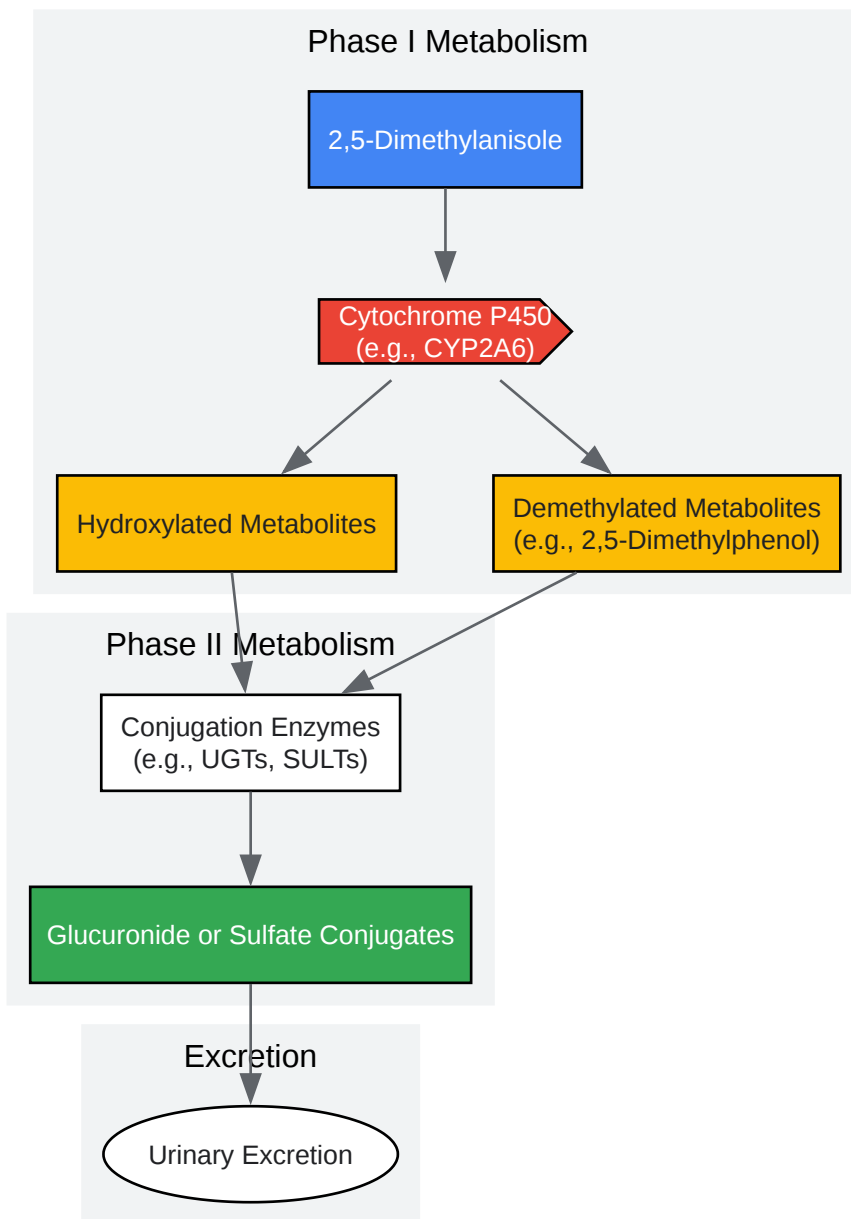 Phase I Metabolism
2,5-Dimethylanisole
Cytochrome P450
(e.g., CYP2A6)
Hydroxylated Metabolites
Demethylated Metabolites
(e.g., 2,5-Dimethylphenol)
Phase II Metabolism
Conjugation Enzymes
(e.g., UGTs, SULTs)
Glucuronide or Sulfate Conjugates
Excretion
Urinary Excretion